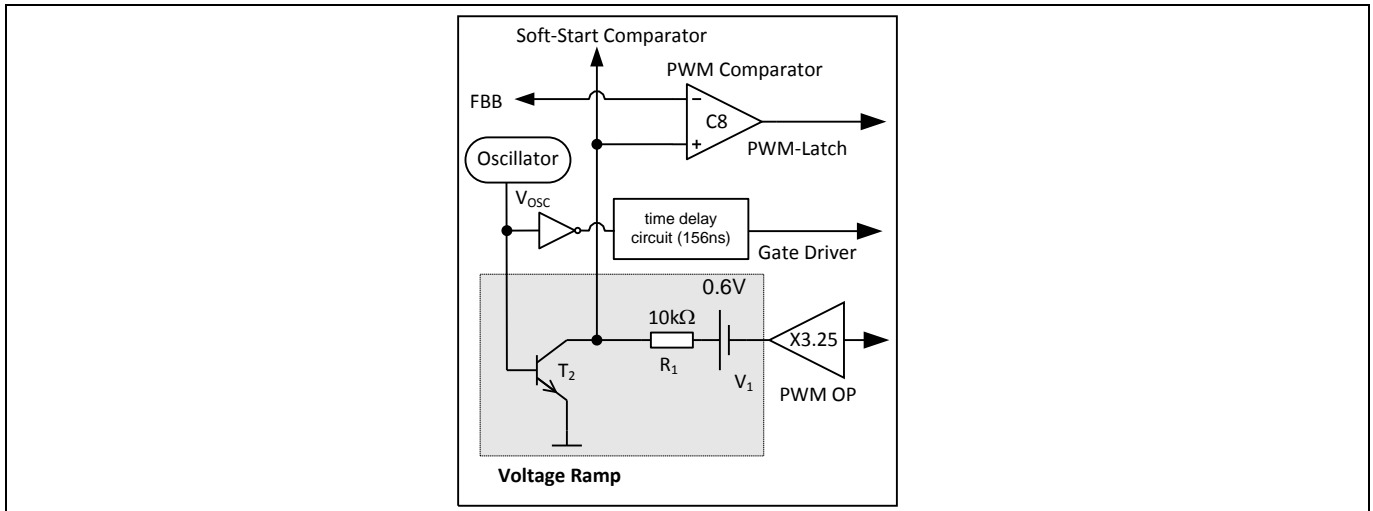 Soft-Start Comparator
PWM Comparator
FBB
−
C8
+
PWM-Latch
Oscillator
VOSC
time delay
circuit (156ns)
Gate Driver
0.6V
10kΩ
X3.25
R1
T2
V1
PWM OP
Voltage Ramp